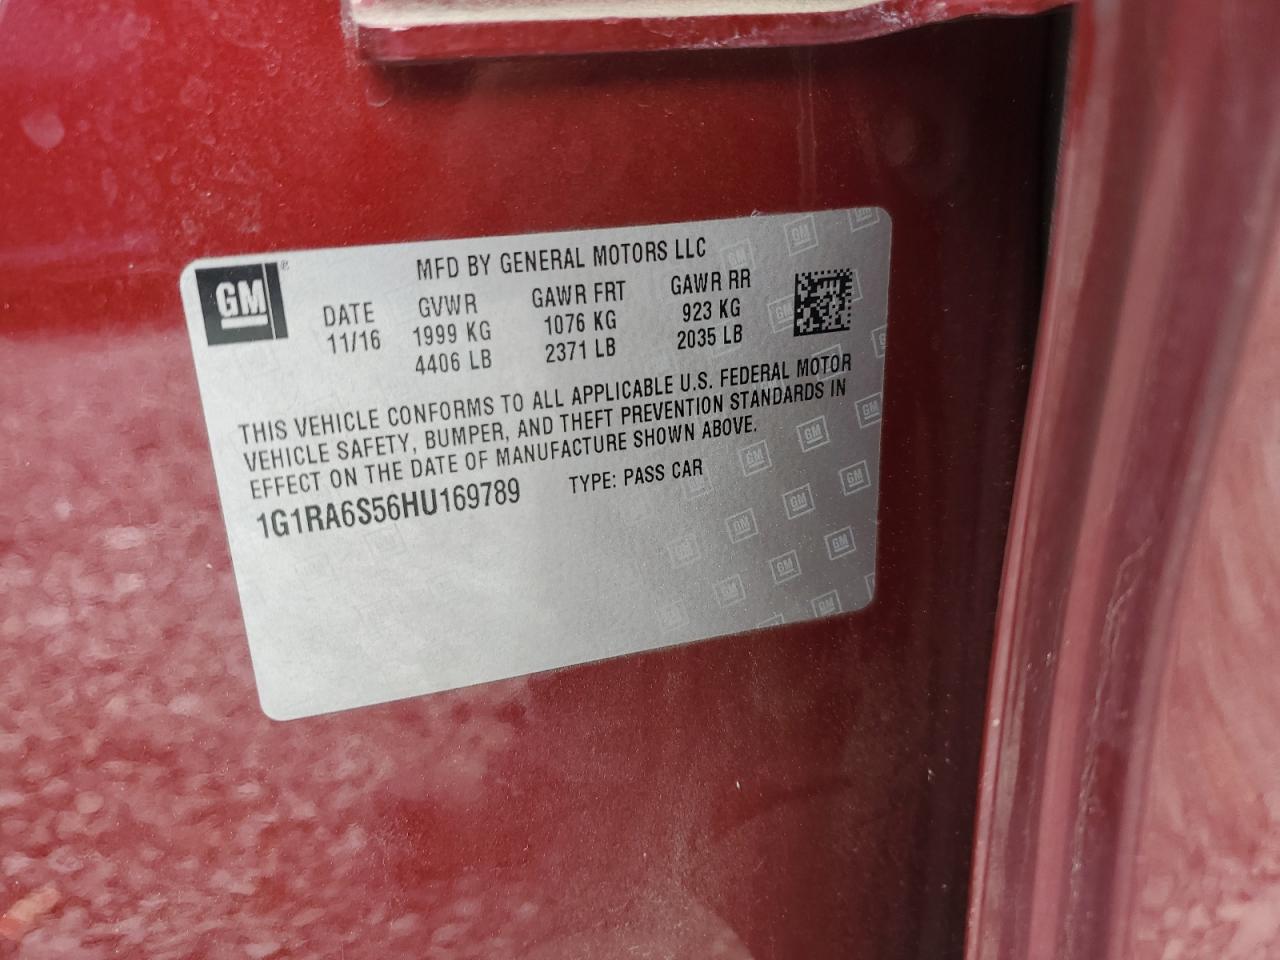 GM®
MFD BY GENERAL MOTORS LLC
DATE GVWR GAWR FRT GAWR RR
11/16 1999 KG 1076 KG 923 KG
4406 LB 2371 LB 2035 LB
THIS VEHICLE CONFORMS TO ALL APPLICABLE U.S. FEDERAL MOTOR
VEHICLE SAFETY, BUMPER, AND THEFT PREVENTION STANDARDS IN
EFFECT ON THE DATE OF MANUFACTURE SHOWN ABOVE.
1G1RA6S56HU169789 TYPE: PASS CAR